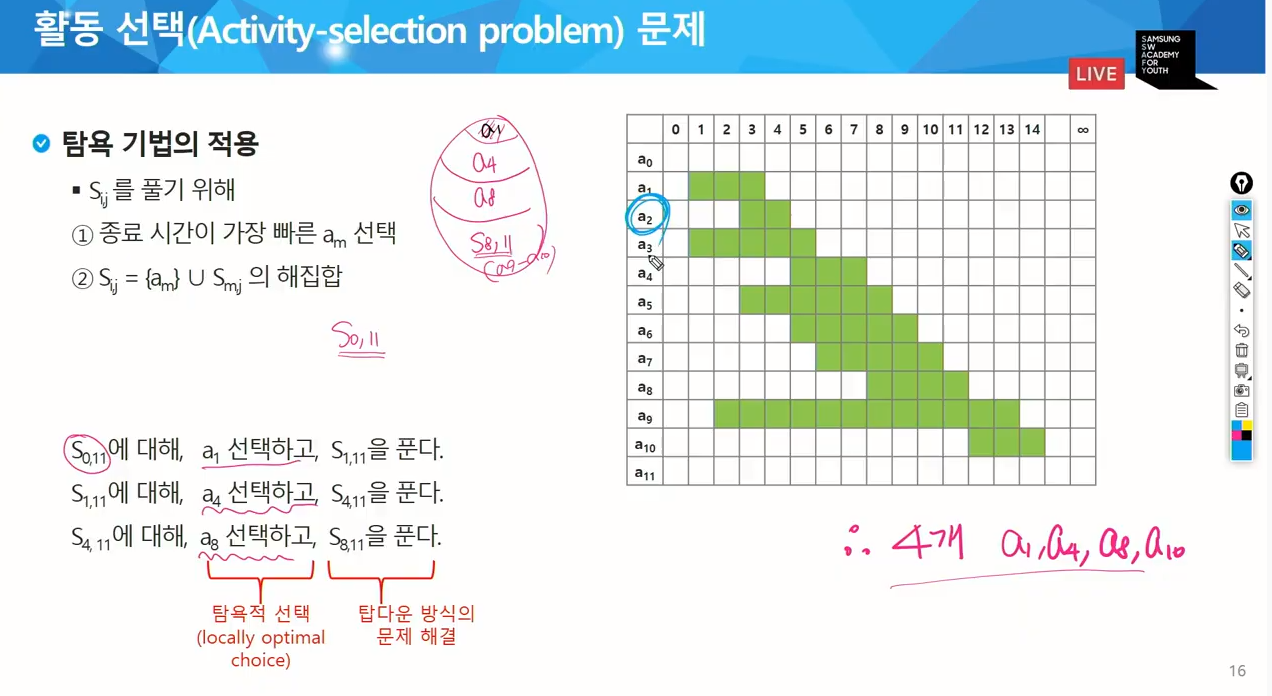 활동 선택(Activity-selection problem) 문제
SAMSUNG
SW
ACADEMY
FOR
YOUTH
LIVE
탐욕 기법의 적용
▪ Si,j 를 풀기 위해
① 종료 시간이 가장 빠른 am 선택
② Si,j = {am} ∪ Sm,j 의 해집합
a1
a4
a8
S8,11
(a9-a10)
S0,11
S0,11에 대해, a1 선택하고, S1,11을 푼다.
S1,11에 대해, a4 선택하고, S4,11을 푼다.
S4, 11에 대해, a8 선택하고, S8,11을 푼다.
탐욕적 선택
(locally optimal
choice)
탑다운 방식의
문제 해결
0 1 2 3 4 5 6 7 8 9 10 11 12 13 14 ∞
a0
a1
a2
a3
a4
a5
a6
a7
a8
a9
a10
a11
∴ 4개 a1, a4, a8, a10
16